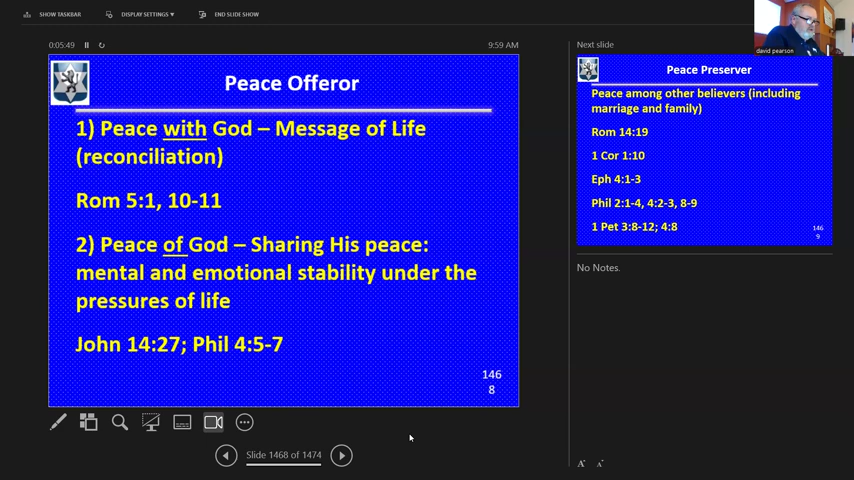 SHOW TASKBAR
DISPLAY SETTINGS ▼
END SLIDE SHOW
0:05:49
9:59 AM
Peace Offeror
1) Peace with God – Message of Life
(reconciliation)
Rom 5:1, 10-11
2) Peace of God – Sharing His peace:
mental and emotional stability under the
pressures of life
John 14:27; Phil 4:5-7
146
8
Slide 1468 of 1474
Next slide
Peace Preserver
Peace among other believers (including
marriage and family)
Rom 14:19
1 Cor 1:10
Eph 4:1-3
Phil 2:1-4, 4:2-3, 8-9
1 Pet 3:8-12; 4:8
146
9
No Notes.
A A
david pearson